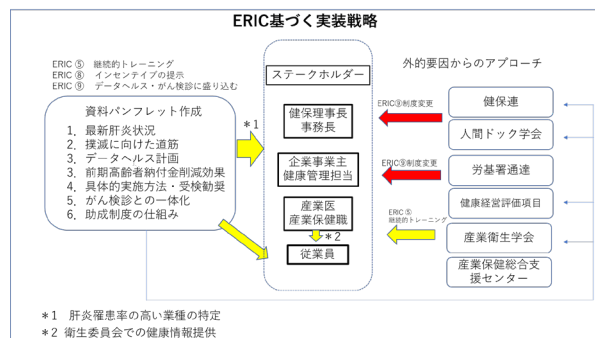 ERIC基づく実装戦略
ERIC ⑤　継続的トレーニング
ERIC ⑧　インセンティブの提示
ERIC ⑨　データヘルス・がん検診に盛り込む
資料パンフレット作成
1. 最新肝炎状況
2. 撲滅に向けた道筋
3. データヘルス計画
4. 前期高齢者納付金削減効果
4. 具体的実施方法・受検勧奨
5. がん検診との一体化
6. 助成制度の仕組み
＊1
ステークホルダー
健保理事長
事務長
企業事業主
健康管理担当
産業医
産業保健職
＊2
従業員
外的要因からのアプローチ
ERIC⑨制度変更
ERIC⑨制度変更
ERIC ⑤
継続的トレーニング
健保連
人間ドック学会
労基署通達
健康経営評価項目
産業衛生学会
産業保健総合支
援センター
＊1　肝炎罹患率の高い業種の特定
＊2 衛生委員会での健康情報提供